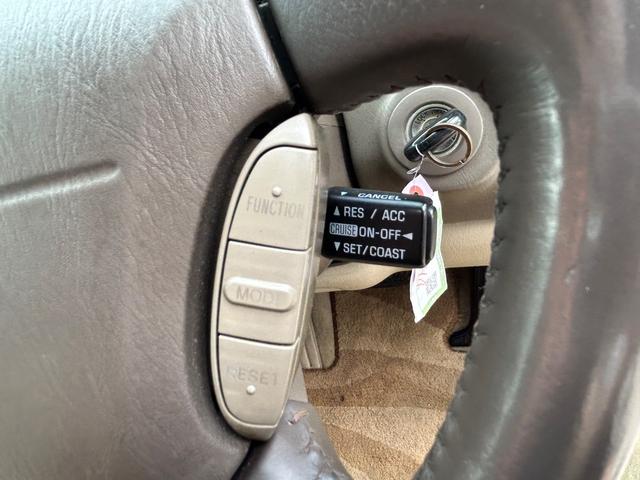 FUNCTION
MODE
RESET
▼ CANCEL
▲ RES / ACC
CRUISE ON-OFF ◀
▼ SET/COAST